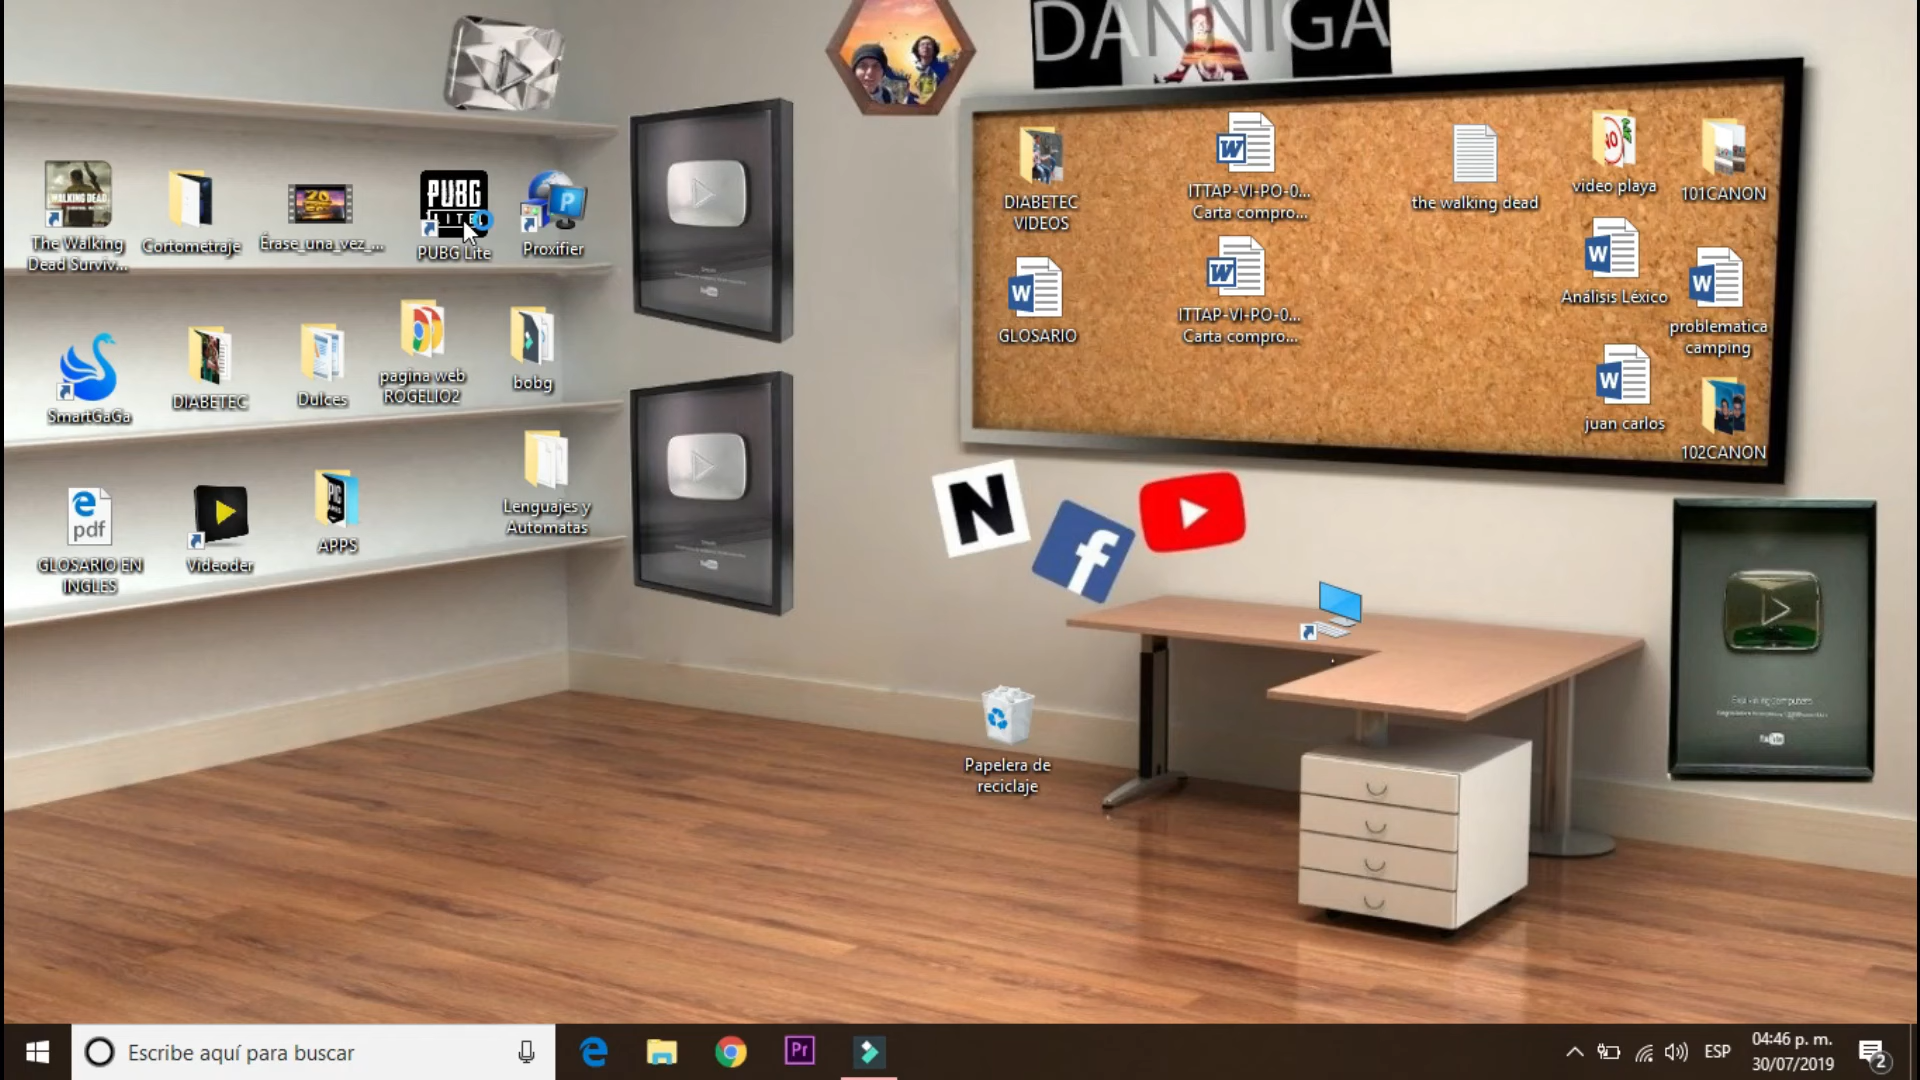 DANNIGA
The Walking
Dead Surviv...
Cortometraje
Érase_una_vez_...
PUBG
LITE
PUBG Lite
Proxifier
SmartGaGa
DIABETEC
Dulces
pagina web
ROGELIO2
bobg
pdf
GLOSARIO EN
INGLES
Videoder
APPS
Lenguajes y
Automatas
DIABETEC
VIDEOS
ITTAP-VI-PO-0...
Carta compro...
the walking dead
video playa
101CANON
GLOSARIO
ITTAP-VI-PO-0...
Carta compro...
Análisis Léxico
problematica
camping
juan carlos
102CANON
N
f
Papelera de
reciclaje
Escribe aquí para buscar
Pr
ESP
04:46 p. m.
30/07/2019
2